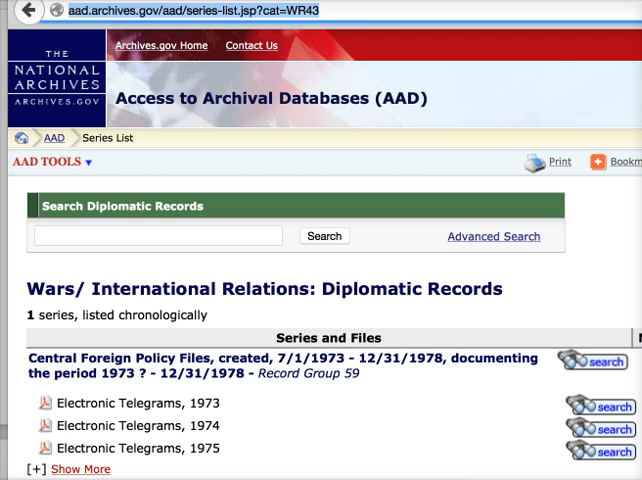 aad.archives.gov/aad/series-list.jsp?cat=WR43
Archives.gov Home Contact Us
THE
NATIONAL
ARCHIVES
ARCHIVES.GOV
Access to Archival Databases (AAD)
AAD Series List
AAD TOOLS ▼ Print
Search Diplomatic Records
Search Advanced Search
Wars/ International Relations: Diplomatic Records
1 series, listed chronologically
Series and Files
Central Foreign Policy Files, created, 7/1/1973 - 12/31/1978, documenting
the period 1973 ? - 12/31/1978 - Record Group 59 search
Electronic Telegrams, 1973 search
Electronic Telegrams, 1974 search
Electronic Telegrams, 1975 search
[+] Show More